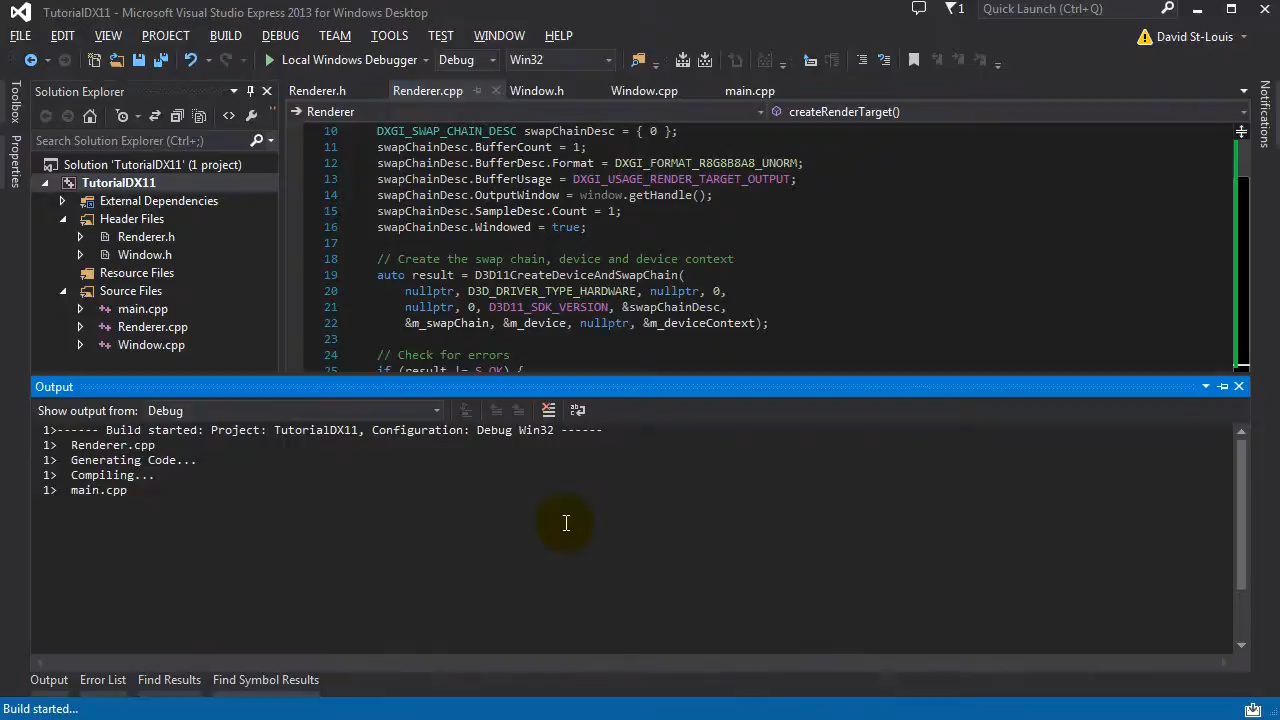 TutorialDX11 - Microsoft Visual Studio Express 2013 for Windows Desktop
1
Quick Launch (Ctrl+Q)
FILE EDIT VIEW PROJECT BUILD DEBUG TEAM TOOLS TEST WINDOW HELP
David St-Louis
Local Windows Debugger Debug Win32
Toolbox
Properties
Notifications
Solution Explorer
Search Solution Explorer (Ctrl+;)
Solution 'TutorialDX11' (1 project)
TutorialDX11
External Dependencies
Header Files
Renderer.h
Window.h
Resource Files
Source Files
main.cpp
Renderer.cpp
Window.cpp
Renderer.h Renderer.cpp Window.h Window.cpp main.cpp
Renderer createRenderTarget()
10 DXGI_SWAP_CHAIN_DESC swapChainDesc = { 0 };
11 swapChainDesc.BufferCount = 1;
12 swapChainDesc.BufferDesc.Format = DXGI_FORMAT_R8G8B8A8_UNORM;
13 swapChainDesc.BufferUsage = DXGI_USAGE_RENDER_TARGET_OUTPUT;
14 swapChainDesc.OutputWindow = window.getHandle();
15 swapChainDesc.SampleDesc.Count = 1;
16 swapChainDesc.Windowed = true;
17
18 // Create the swap chain, device and device context
19 auto result = D3D11CreateDeviceAndSwapChain(
20 nullptr, D3D_DRIVER_TYPE_HARDWARE, nullptr, 0,
21 nullptr, 0, D3D11_SDK_VERSION, &swapChainDesc,
22 &m_swapChain, &m_device, nullptr, &m_deviceContext);
23
24 // Check for errors
25 if (result != S_OK) {
Output
Show output from: Debug
1>------ Build started: Project: TutorialDX11, Configuration: Debug Win32 ------
1> Renderer.cpp
1> Generating Code...
1> Compiling...
1> main.cpp
Output Error List Find Results Find Symbol Results
Build started...